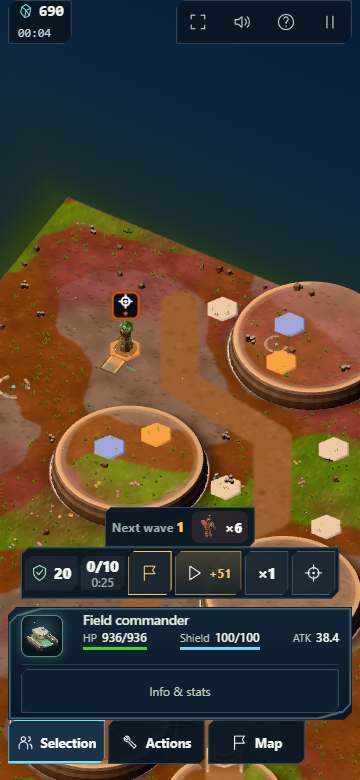 690
00:04
Next wave 1 ×6
20
0/10
0:25
+51
×1
Field commander
HP 936/936 Shield 100/100 ATK 38.4
Info & stats
Selection Actions Map